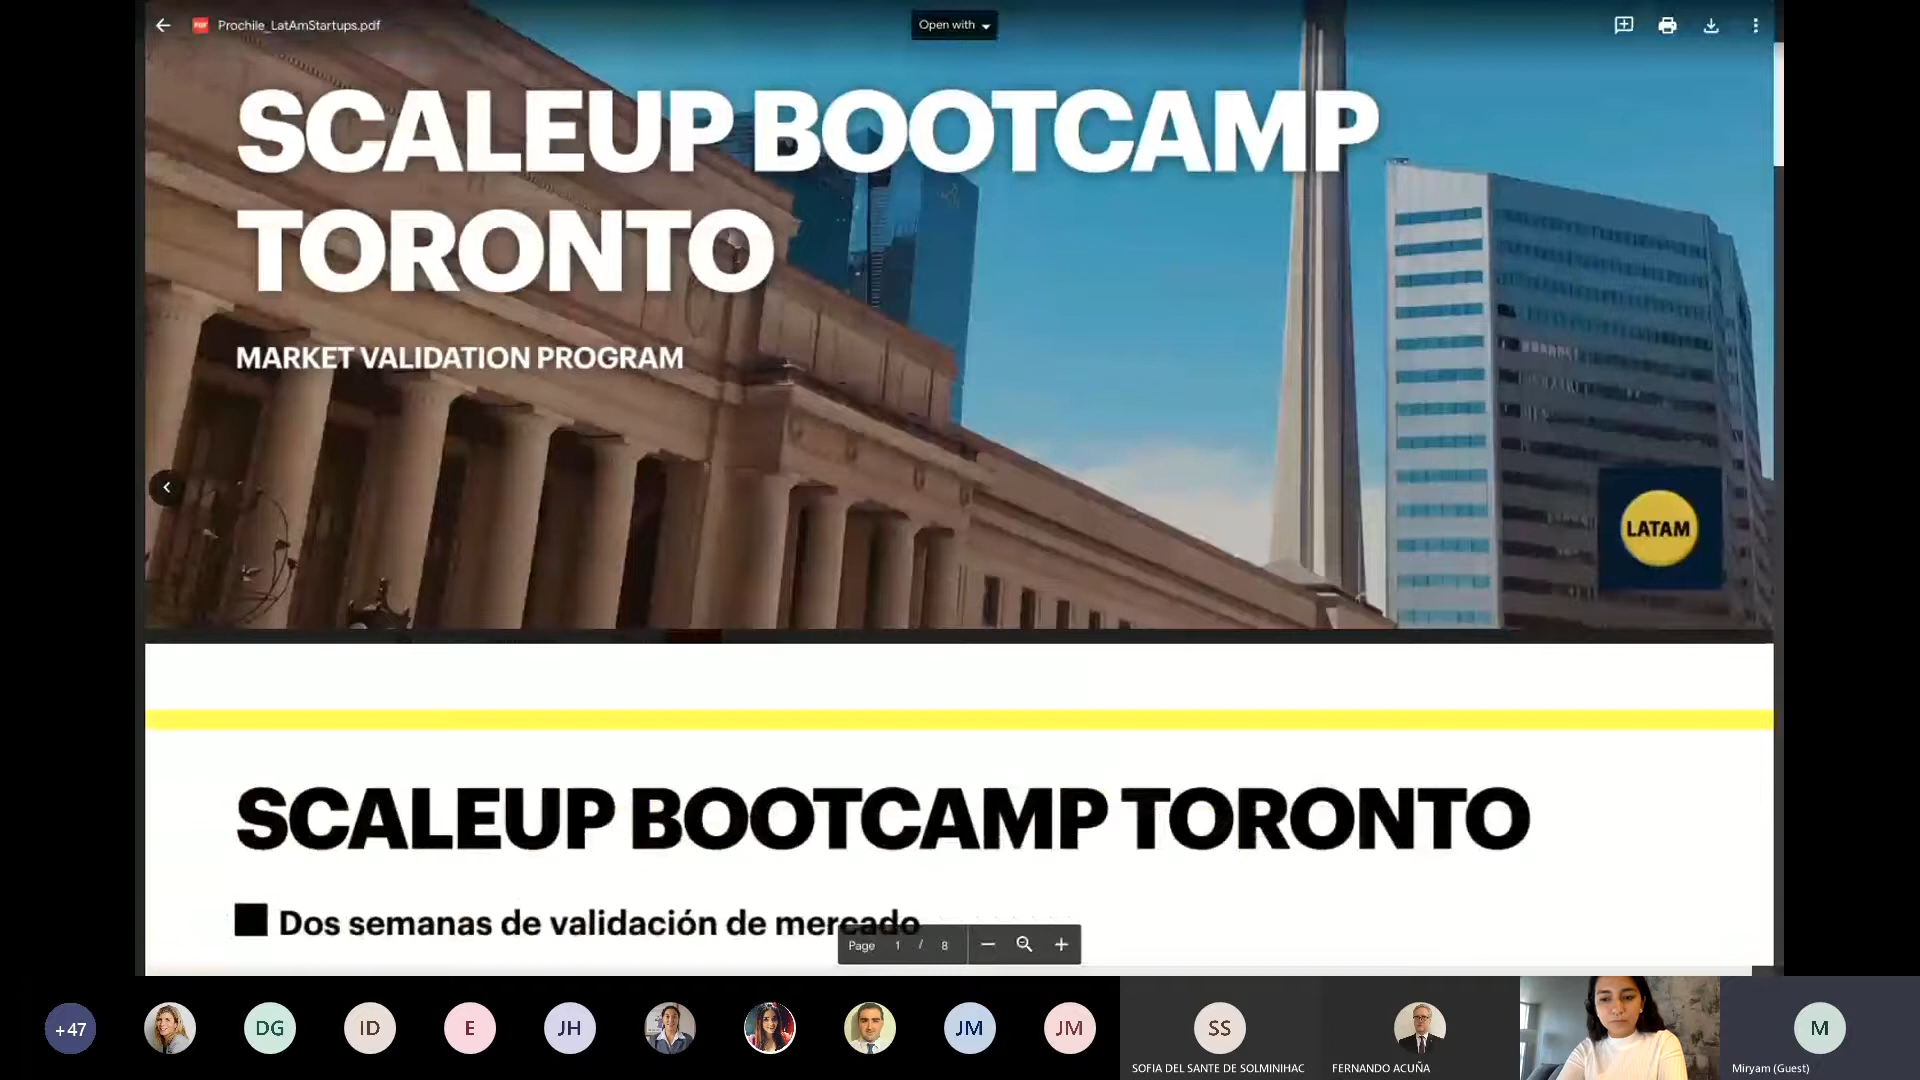 Prochile_LatAmStartups.pdf
Open with
SCALEUP BOOTCAMP
TORONTO
MARKET VALIDATION PROGRAM
LATAM
SCALEUP BOOTCAMP TORONTO
Dos semanas de validación de mercado
Page 1 / 8
+47
DG
ID
E
JH
JM
JM
SS
M
SOFIA DEL SANTE DE SOLMINIHAC
FERNANDO ACUÑA
Miryam (Guest)